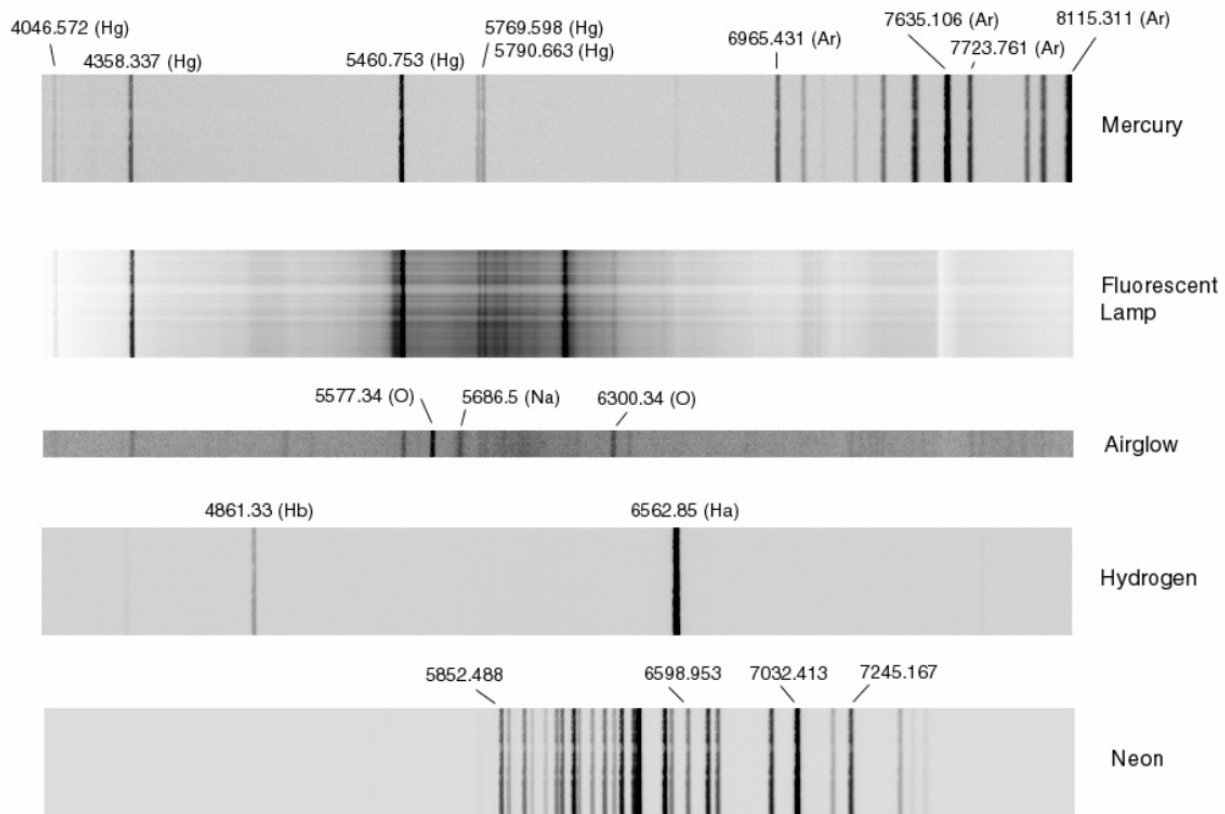 4046.572 (Hg)
4358.337 (Hg)
5460.753 (Hg)
5769.598 (Hg)
5790.663 (Hg)
6965.431 (Ar)
7635.106 (Ar)
7723.761 (Ar)
8115.311 (Ar)
Mercury
Fluorescent
Lamp
5577.34 (O)
5686.5 (Na)
6300.34 (O)
Airglow
4861.33 (Hb)
6562.85 (Ha)
Hydrogen
5852.488
6598.953
7032.413
7245.167
Neon